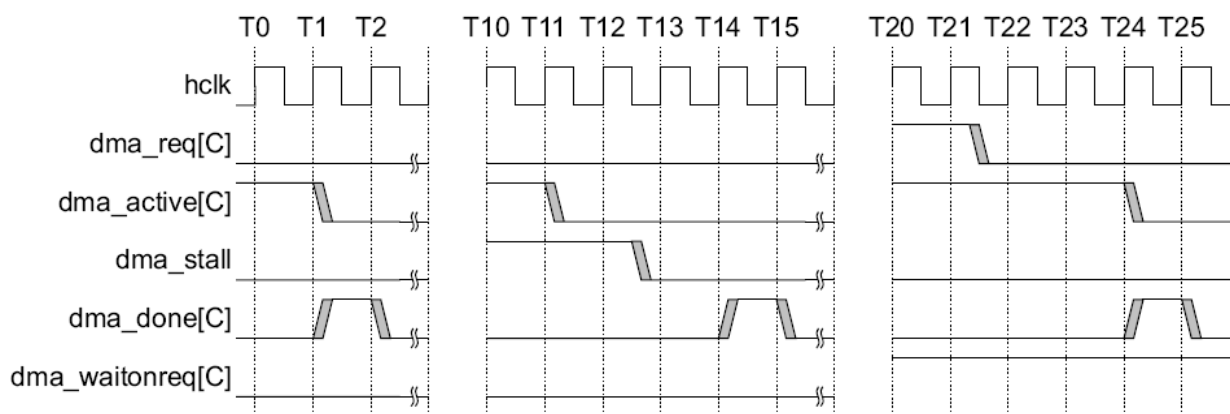 T0 T1 T2 T10 T11 T12 T13 T14 T15 T20 T21 T22 T23 T24 T25
hclk
dma_req[C]
dma_active[C]
dma_stall
dma_done[C]
dma_waitonreq[C]